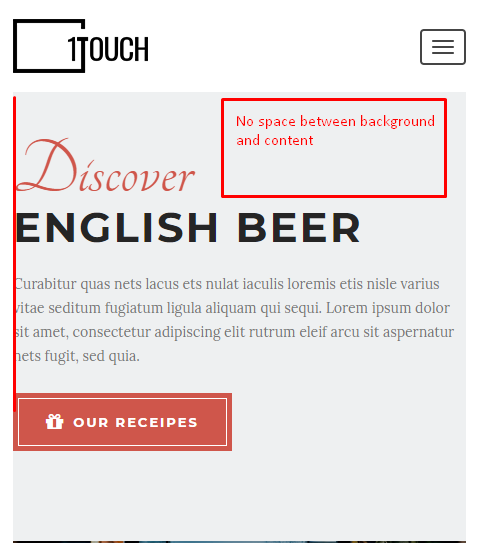 1TOUCH
No space between background
and content
Discover
ENGLISH BEER
Curabitur quas nets lacus ets nulat iaculis loremis etis nisle varius
vitae seditum fugiatum ligula aliquam qui sequi. Lorem ipsum dolor
sit amet, consectetur adipiscing elit rutrum eleif arcu sit aspernatur
nets fugit, sed quia.
OUR RECEIPES